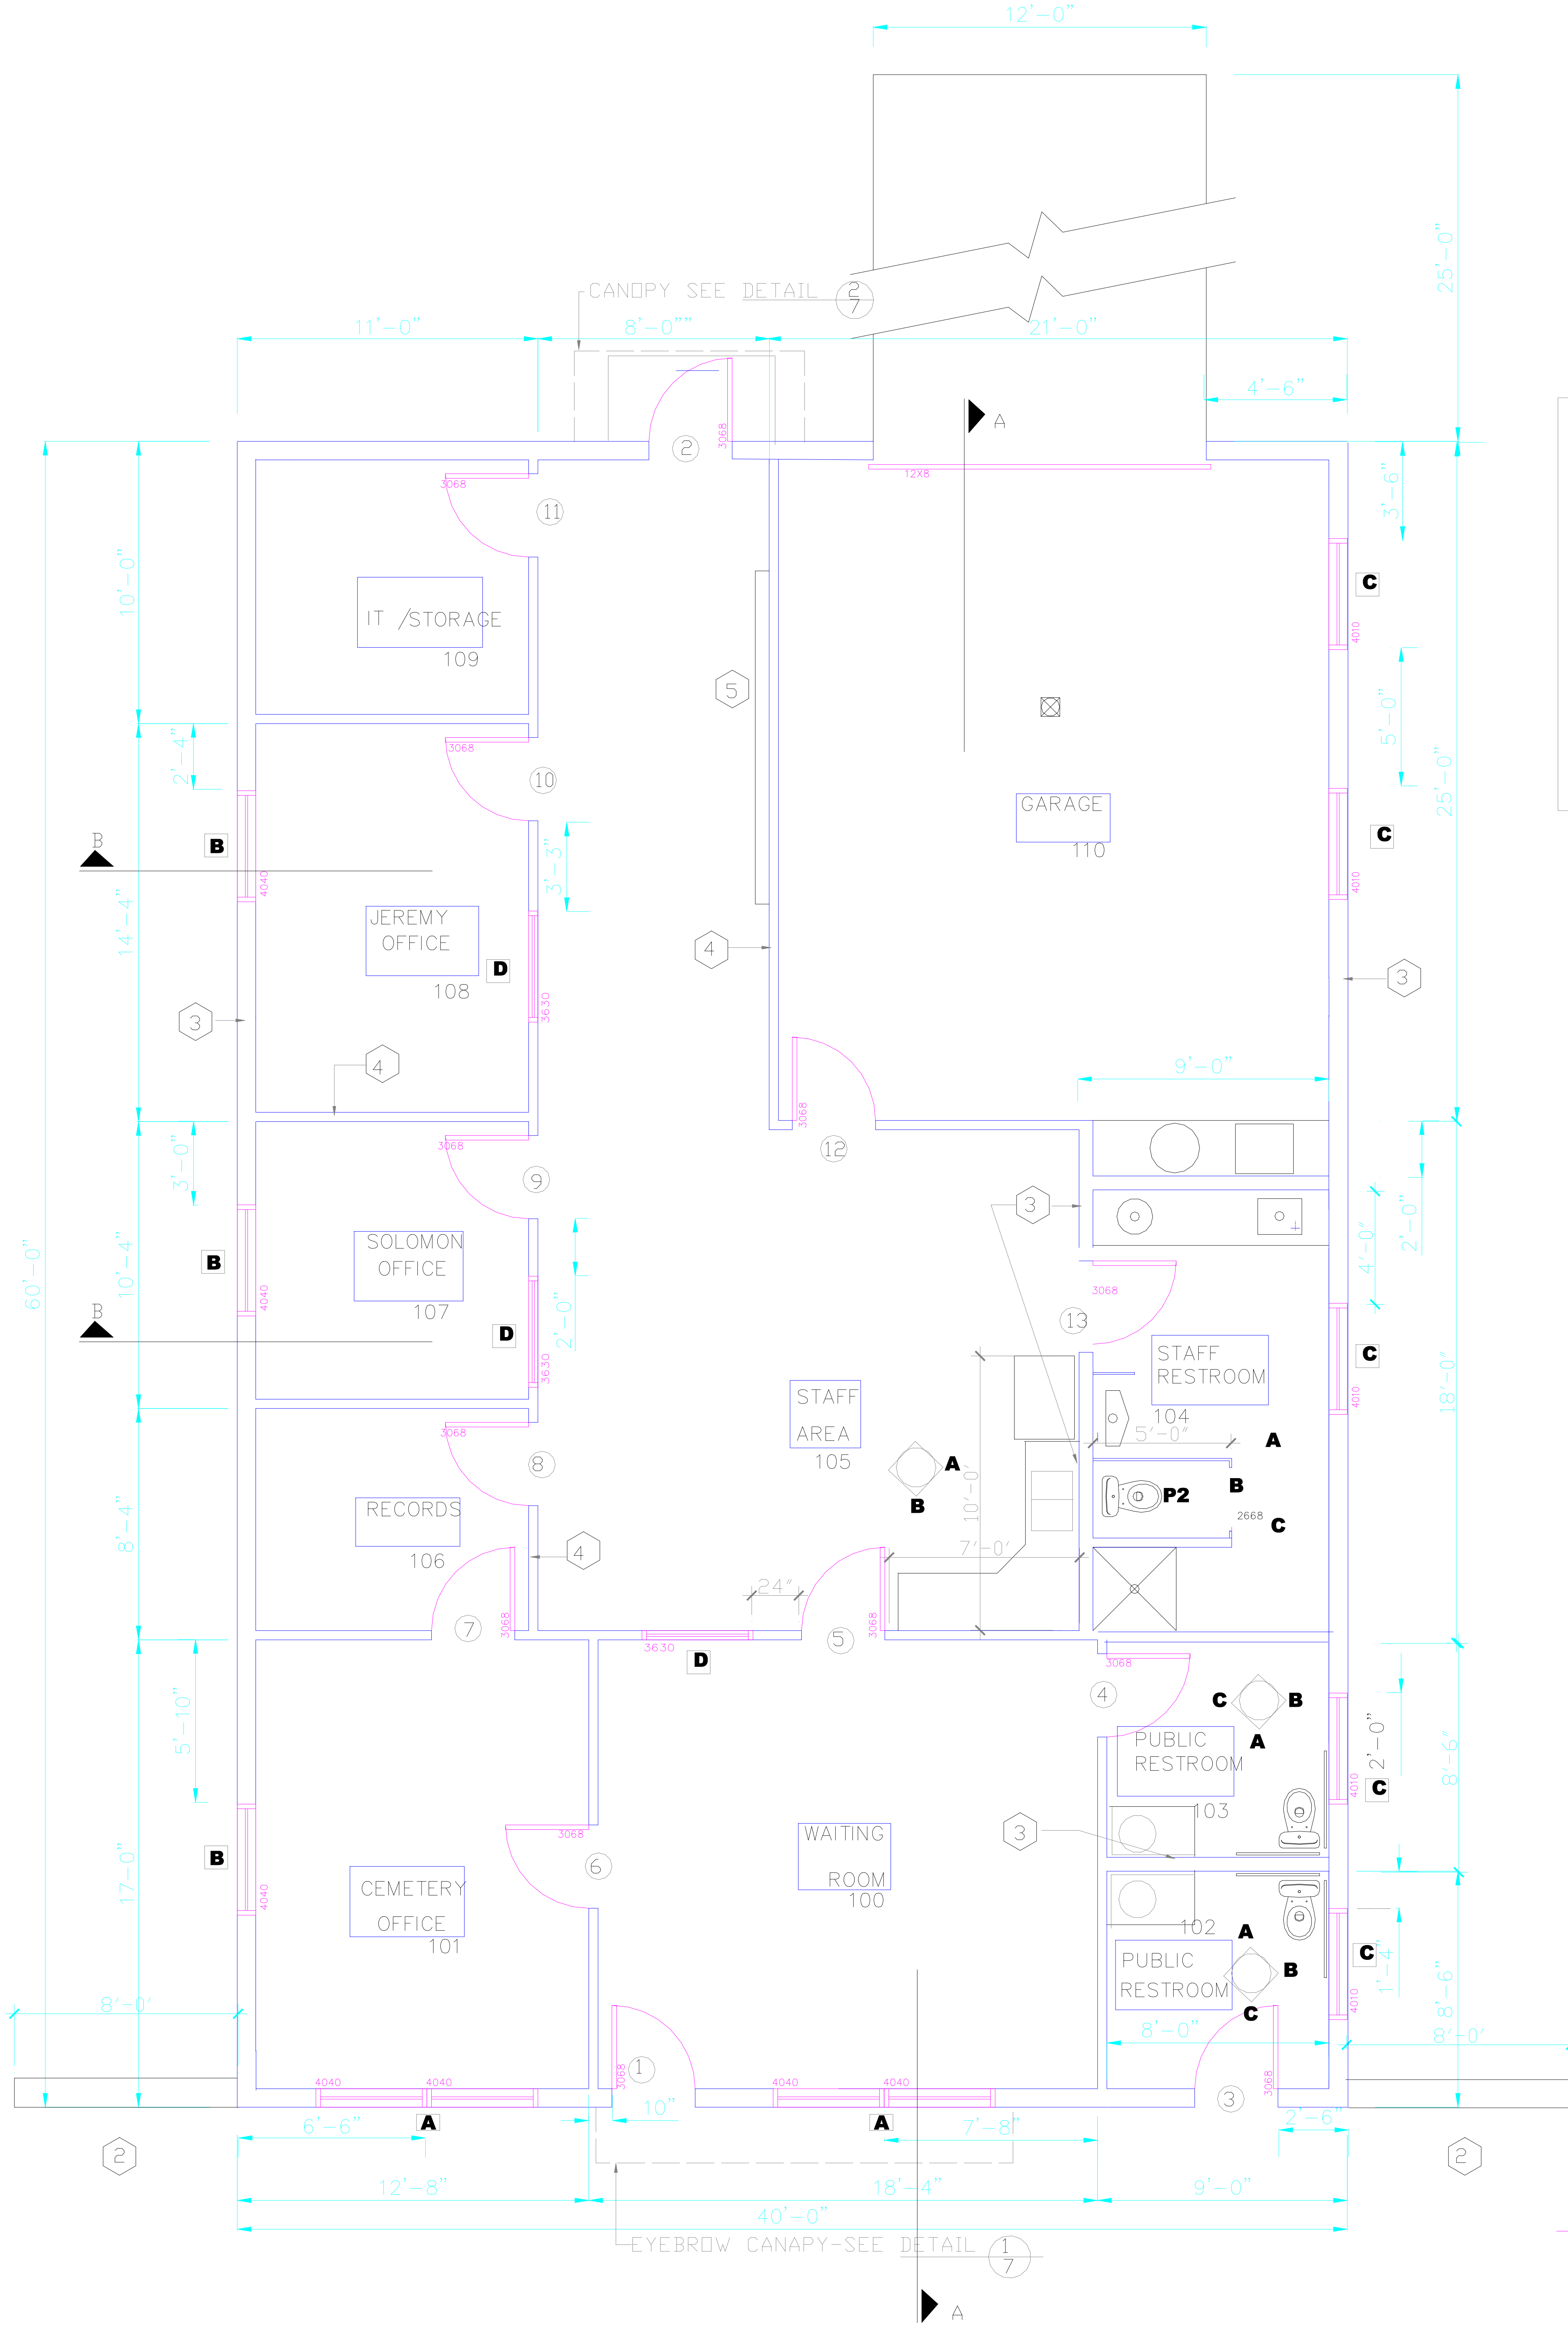 12'-0"
25'-0"
CANOPY SEE DETAIL 2
7
11'-0"
8'-0""
21'-0"
4'-6"
A
2
3068
12X8
3'-6"
3068
11
10'-0"
IT /STORAGE
109
C
4010
5
5'-0"
2'-4"
3068
10
GARAGE
110
25'-0"
C
4010
B
B
4040
3'-3"
14'-4"
JEREMY
OFFICE
108
D
3630
4
3
3
4
9'-0"
3068
12
3068
9
3'-0"
2'-0"
3
4'-0"
60'-0"
10'-4"
SOLOMON
OFFICE
107
B
4040
B
2'-0"
D
3630
3068
13
STAFF
RESTROOM
104
C
4010
18'-0"
STAFF
AREA
105
5'-0"
A
A
B
3068
8
RECORDS
106
8'-4"
10'-0'
P2
B
2668
C
4
7'-0'
24"
3068
7
3068
5
3630
D
3068
4
C
B
A
5'-10"
PUBLIC
RESTROOM
103
4010
2'-0"
C
8'-6"
WAITING
ROOM
100
3
3068
6
B
4040
17'-0"
CEMETERY
OFFICE
101
102
A
B
C
PUBLIC
RESTROOM
C
4010
1'-4"
8'-6"
8'-0'
8'-0"
8'-0'
3068
1
4040
4040
4040
4040
3068
3
A
A
10"
6'-6"
7'-8"
2'-6"
2
2
12'-8"
18'-4"
9'-0"
40'-0"
EYEBROW CANAPY-SEE DETAIL 1
7
A